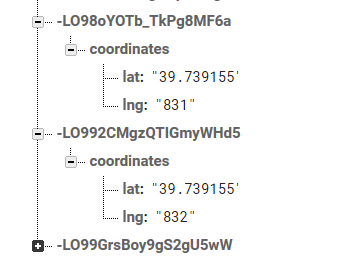 -LO98oYOTb_TkPg8MF6a
coordinates
lat: "39.739155"
lng: "831"
-LO992CMgzQTIGmyWHd5
coordinates
lat: "39.739155"
lng: "832"
-LO99GrsBoy9gS2gU5wW